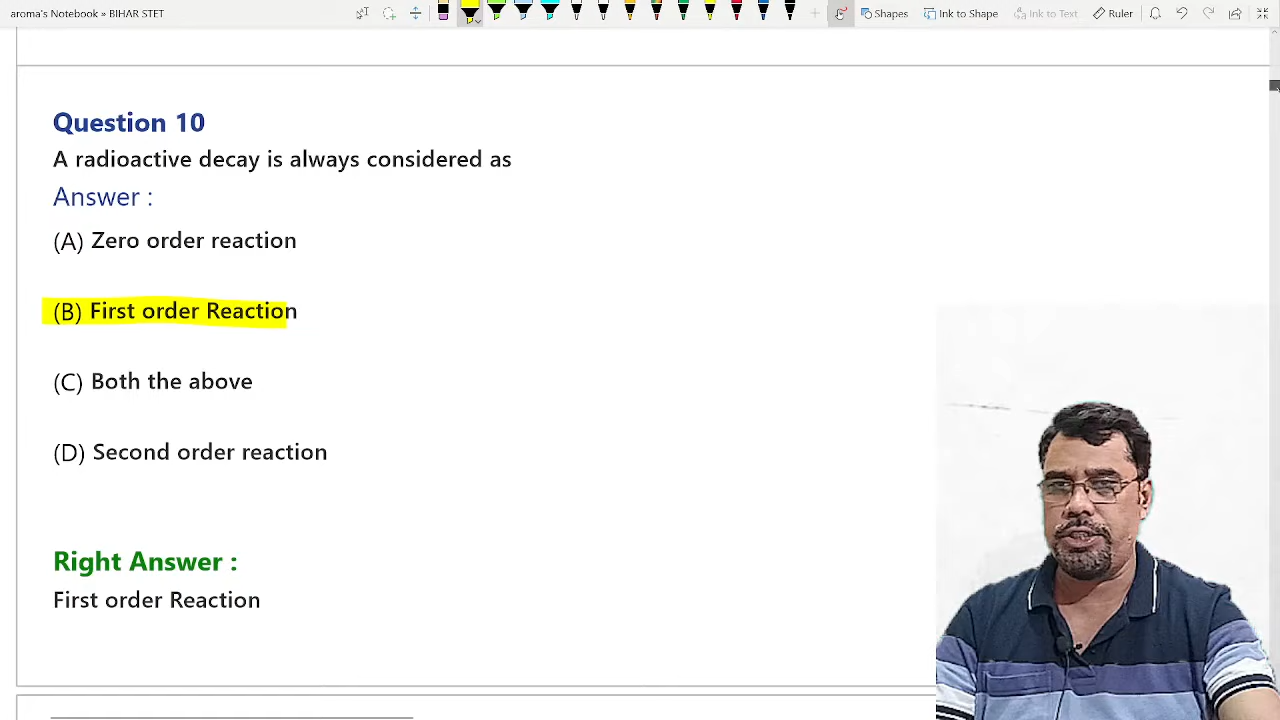 aroma's Notebook » BIHAR STET
Shapes
Ink to Shape
Ink to Text
Ruler
Question 10
A radioactive decay is always considered as
Answer :
(A) Zero order reaction
(B) First order Reaction
(C) Both the above
(D) Second order reaction
Right Answer :
First order Reaction